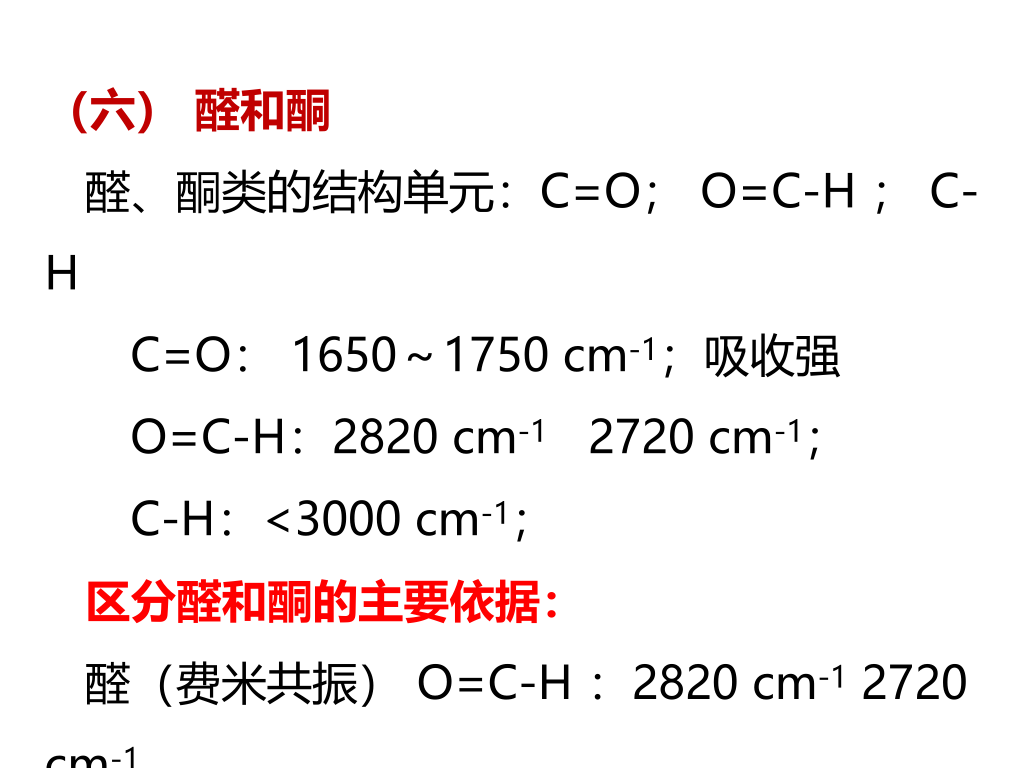 （六） 醛和酮
醛、酮类的结构单元：C=O； O=C-H ； C-
H
C=O： 1650～1750 cm-1；吸收强
O=C-H：2820 cm-1 2720 cm-1；
C-H：<3000 cm-1；
区分醛和酮的主要依据：
醛（费米共振） O=C-H ：2820 cm-1 2720
cm-1